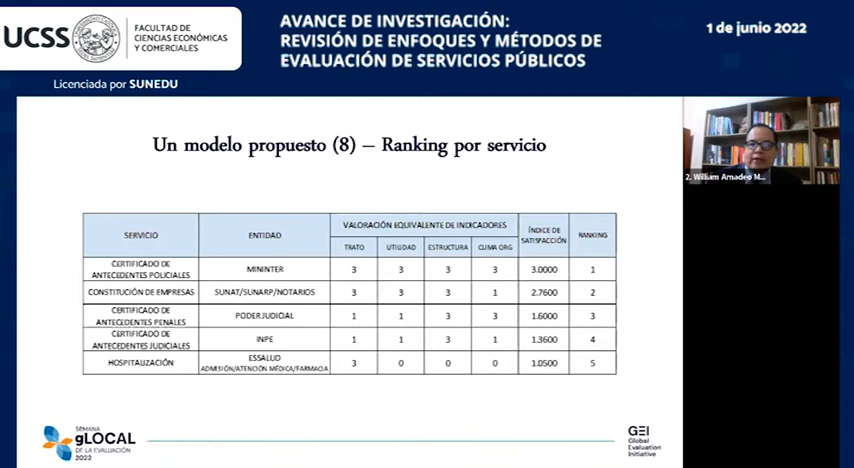 UCSS
FACULTAD DE
CIENCIAS ECONÓMICAS
Y COMERCIALES
Licenciada por SUNEDU
AVANCE DE INVESTIGACIÓN:
REVISIÓN DE ENFOQUES Y MÉTODOS DE
EVALUACIÓN DE SERVICIOS PÚBLICOS
1 de junio 2022
Un modelo propuesto (8) – Ranking por servicio
2. William Amadeo M...
SERVICIO ENTIDAD VALORACIÓN EQUIVALENTE DE INDICADORES ÍNDICE DE SATISFACCIÓN RANKING
TRATO UTILIDAD ESTRUCTURA CLIMA ORG
CERTIFICADO DE
ANTECEDENTES POLICIALES MININTER 3 3 3 3 3.0000 1
CONSTITUCIÓN DE EMPRESAS SUNAT/SUNARP/NOTARIOS 3 3 3 1 2.7600 2
CERTIFICADO DE
ANTECEDENTES PENALES PODER JUDICIAL 1 1 3 3 1.6000 3
CERTIFICADO DE
ANTECEDENTES JUDICIALES INPE 1 1 3 1 1.3600 4
HOSPITALIZACIÓN ESSALUD
ADMISIÓN/ATENCIÓN MÉDICA/FARMACIA 3 0 0 0 1.0500 5
SEMANA
gLOCAL
DE LA EVALUACIÓN
2022
GEI
Global
Evaluation
Initiative